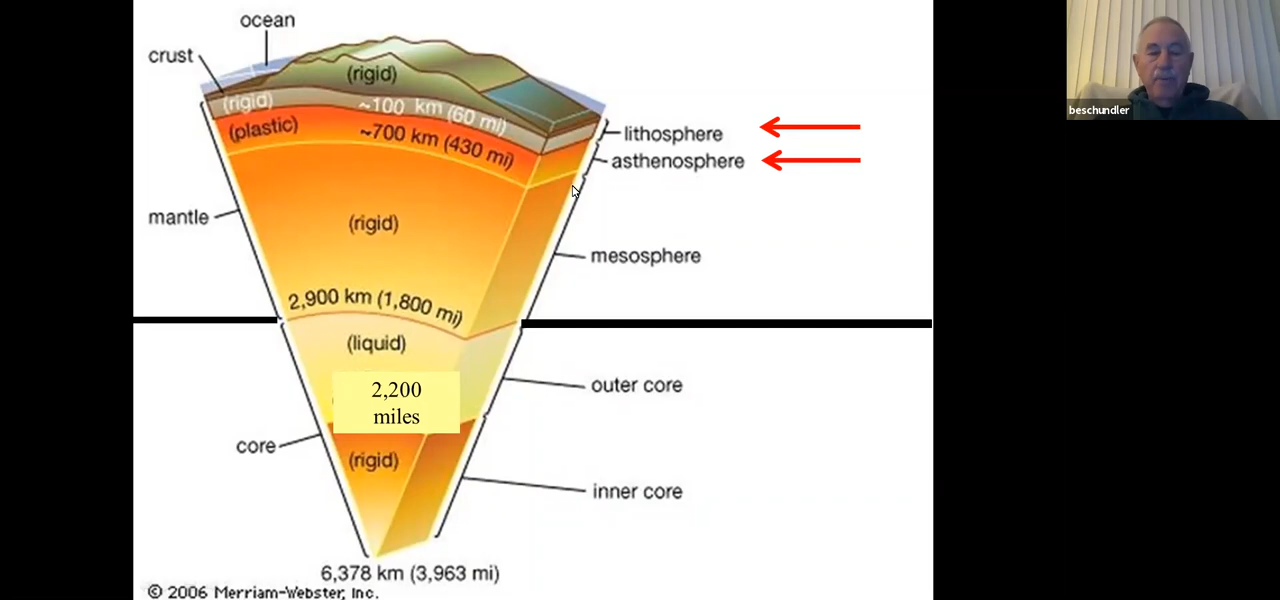 ocean
crust
(rigid)
beschundler
(rigid)
~100 km (60 mi)
(plastic)
~700 km (430 mi)
lithosphere
asthenosphere
mantle
(rigid)
mesosphere
2,900 km (1,800 mi)
(liquid)
2,200
miles
outer core
core
(rigid)
inner core
6,378 km (3,963 mi)
© 2006 Merriam-Webster, Inc.